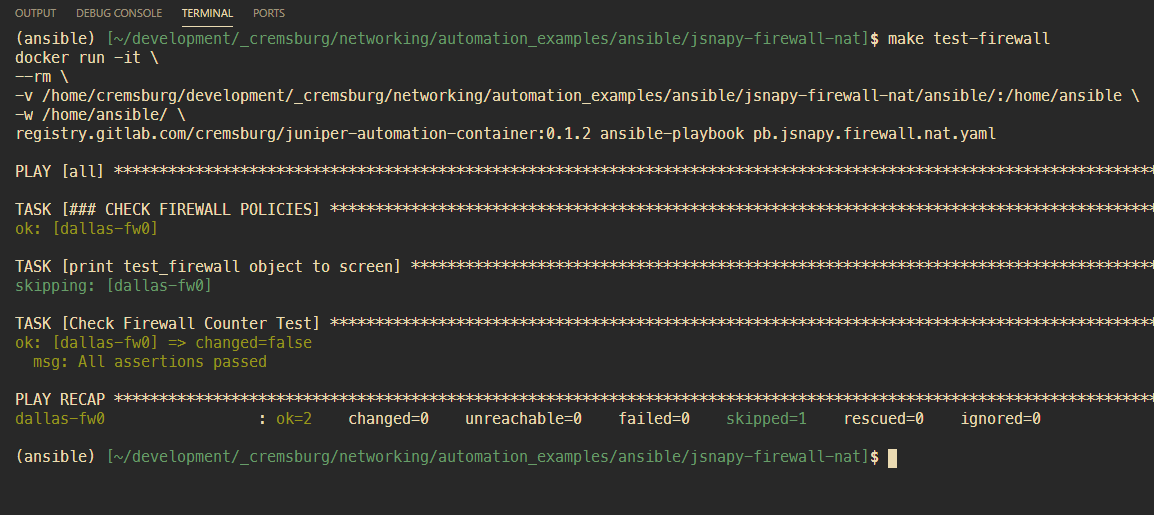 OUTPUT DEBUG CONSOLE TERMINAL PORTS
(ansible) [~/development/_cremsburg/networking/automation_examples/ansible/jsnapy-firewall-nat]$ make test-firewall
docker run -it \
--rm \
-v /home/cremsburg/development/_cremsburg/networking/automation_examples/ansible/jsnapy-firewall-nat/ansible/:/home/ansible \
-w /home/ansible/ \
registry.gitlab.com/cremsburg/juniper-automation-container:0.1.2 ansible-playbook pb.jsnapy.firewall.nat.yaml
PLAY [all] ********************************************************************************************************************
TASK [### CHECK FIREWALL POLICIES] ********************************************************************************************
ok: [dallas-fw0]
TASK [print test_firewall object to screen] ***********************************************************************************
skipping: [dallas-fw0]
TASK [Check Firewall Counter Test] ********************************************************************************************
ok: [dallas-fw0] => changed=false
  msg: All assertions passed
PLAY RECAP ********************************************************************************************************************
dallas-fw0                 : ok=2    changed=0    unreachable=0    failed=0    skipped=1    rescued=0    ignored=0
(ansible) [~/development/_cremsburg/networking/automation_examples/ansible/jsnapy-firewall-nat]$